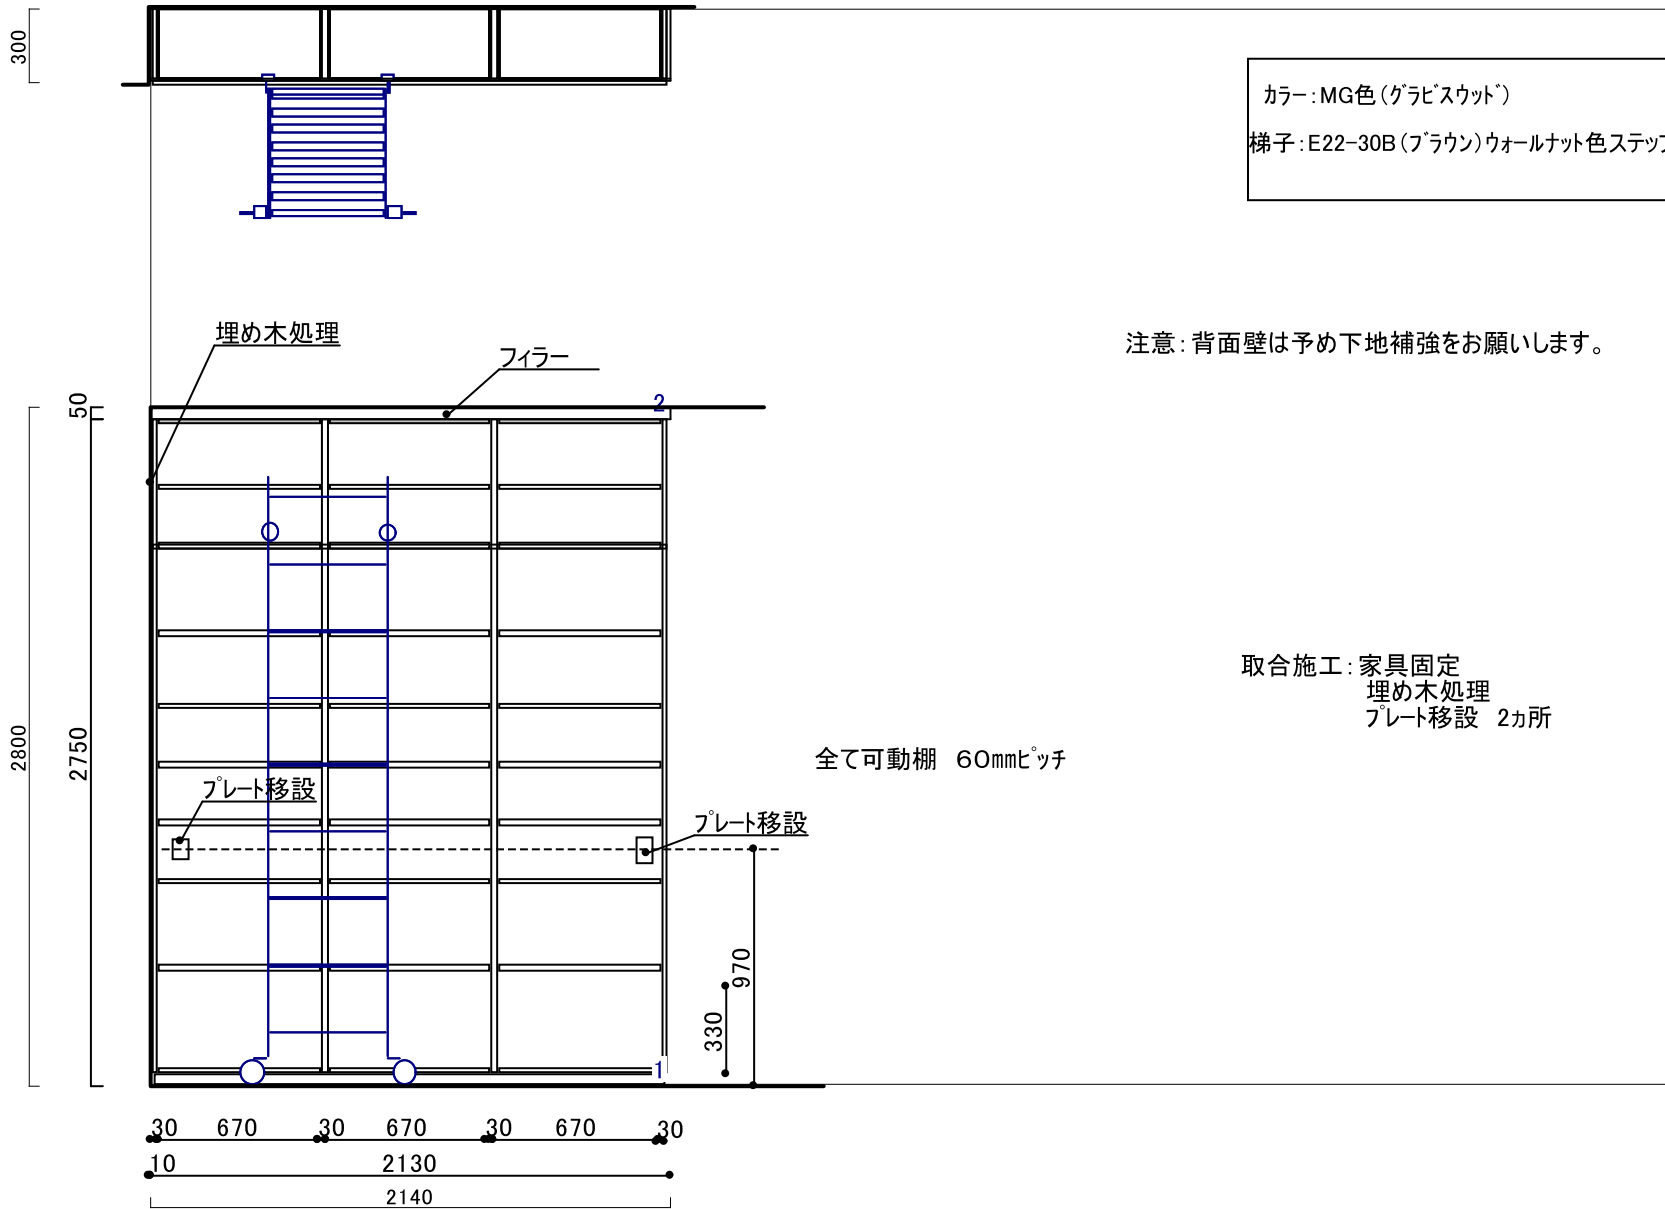 300
カラー：MG色（グラビスウッド）
梯子：E22-30B（ブラウン）ウォールナット色ステップ
埋め木処理
フィラー
注意：背面壁は予め下地補強をお願いします。
50
2
2800
2750
取合施工：家具固定
埋め木処理
プレート移設 2ヵ所
全て可動棚 60mmピッチ
プレート移設
プレート移設
970
330
1
30 670 30 670 30 670 30
10 2130
2140